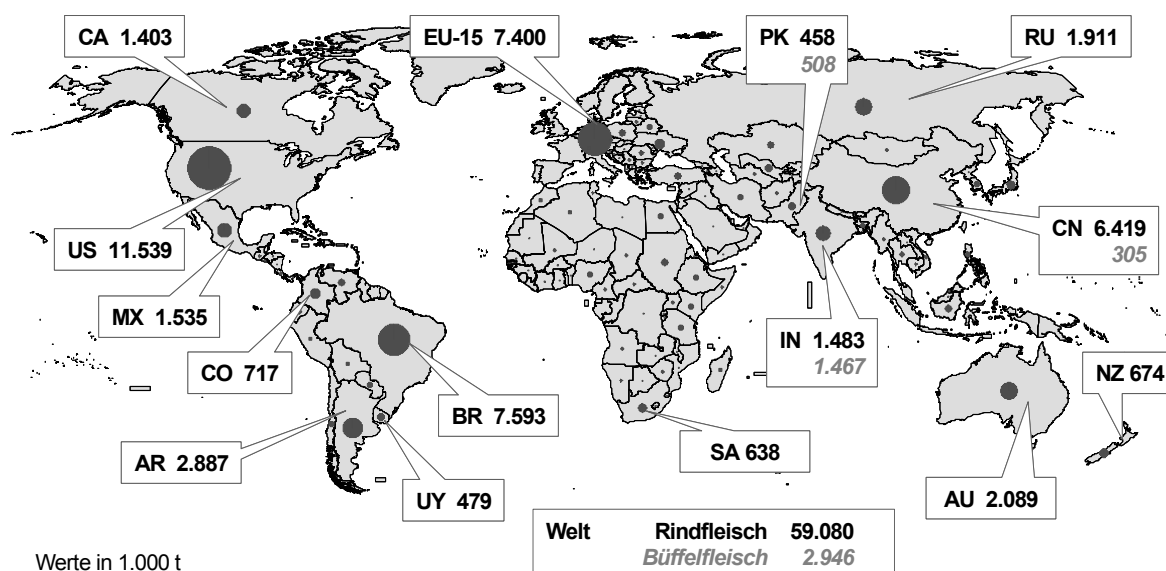 CA 1.403
EU-15 7.400
PK 458
508
RU 1.911
US 11.539
CN 6.419
305
MX 1.535
IN 1.483
1.467
CO 717
NZ 674
BR 7.593
SA 638
AR 2.887
UY 479
AU 2.089
Welt Rindfleisch 59.080
Büffelfleisch 2.946
Werte in 1.000 t